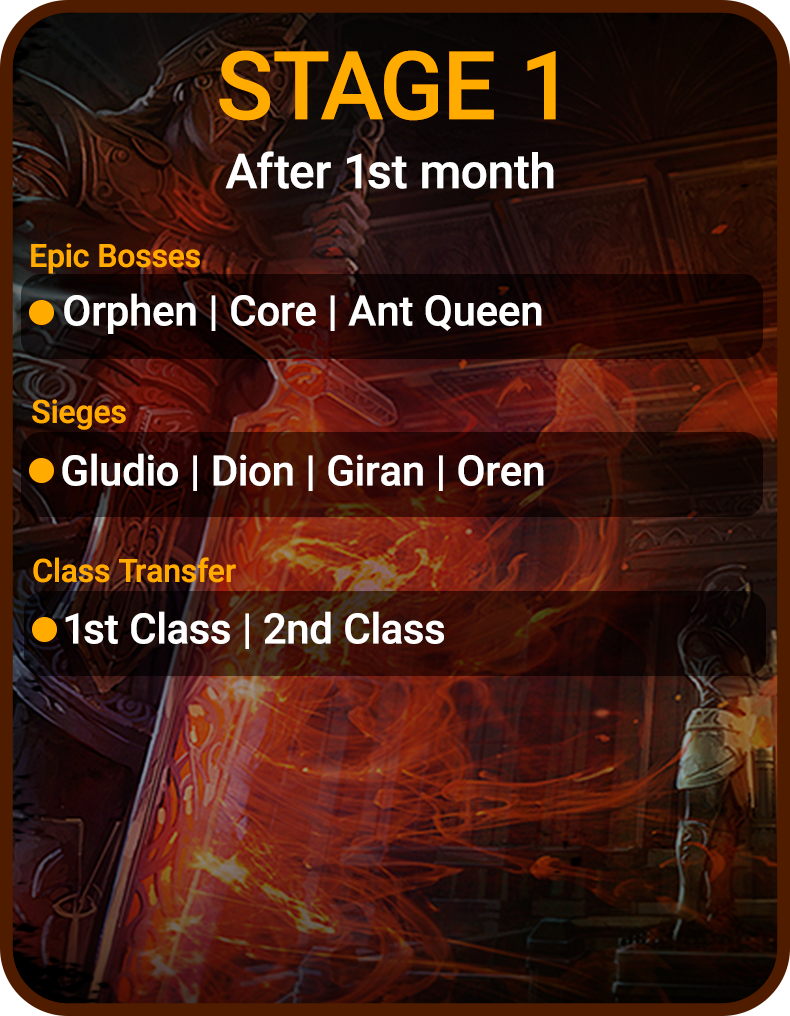 STAGE 1
After 1st month
Epic Bosses
Orphen | Core | Ant Queen
Sieges
Gludio | Dion | Giran | Oren
Class Transfer
1st Class | 2nd Class